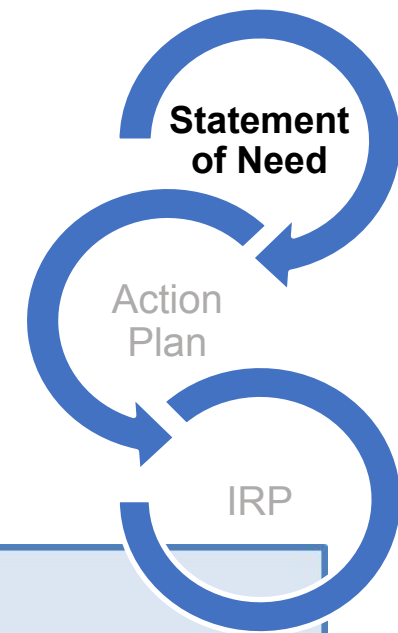 Statement
of Need
Action
Plan
IRP